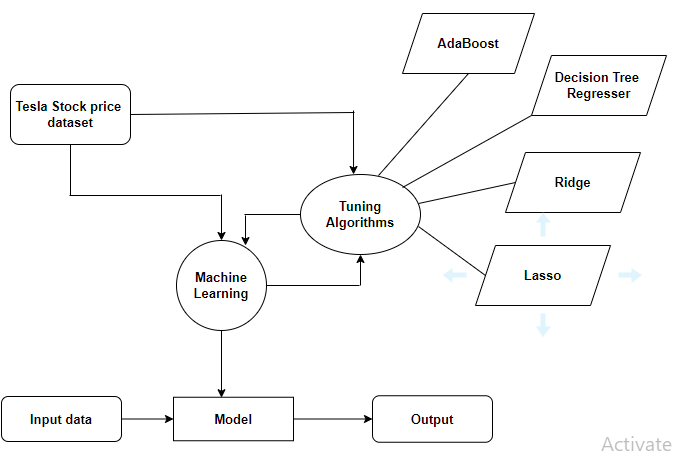 AdaBoost
Decision Tree
Regresser
Tesla Stock price
dataset
Ridge
Tuning
Algorithms
Lasso
Machine
Learning
Input data
Model
Output
Activate